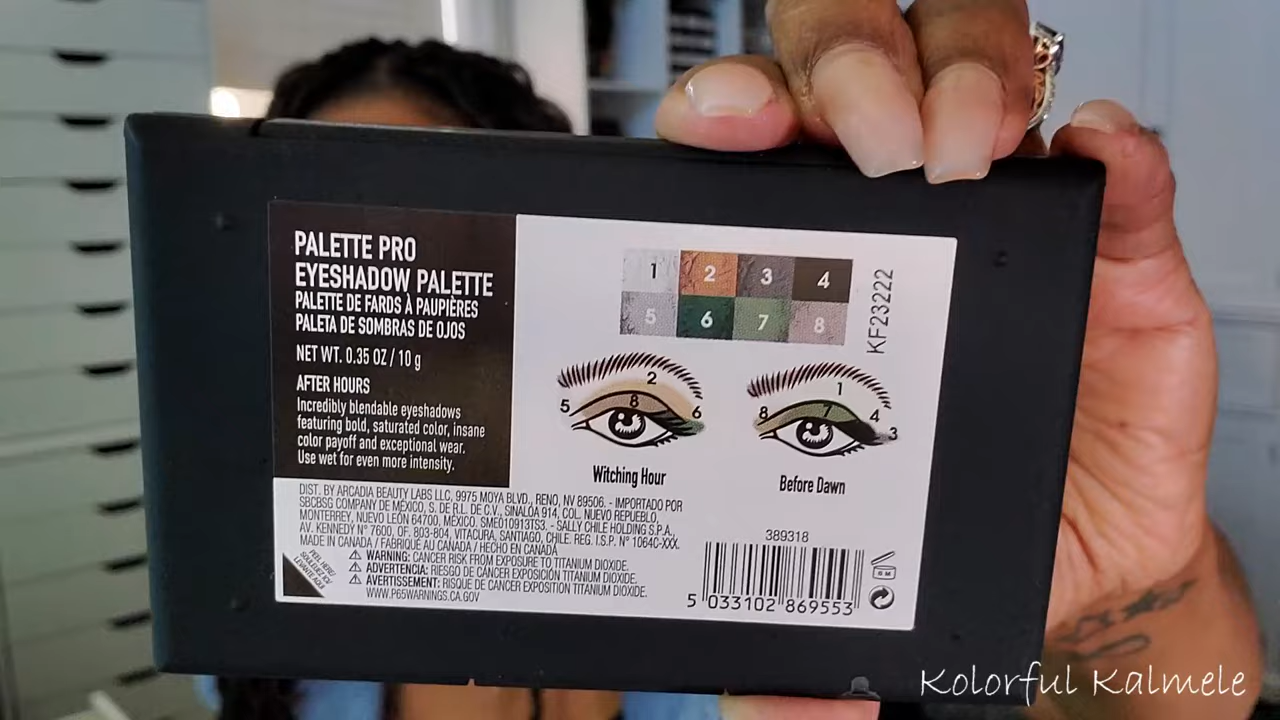 PALETTE PRO
EYESHADOW PALETTE
PALETTE DE FARDS À PAUPIÈRES
PALETA DE SOMBRAS DE OJOS
NET WT. 0.35 OZ / 10 g
AFTER HOURS
Incredibly blendable eyeshadows
featuring bold, saturated color, insane
color payoff and exceptional wear.
Use wet for even more intensity.
1 2 3 4
5 6 7 8
KF23222
2
5 8 6
Witching Hour
1
8 7 4
3
Before Dawn
DIST. BY ARCADIA BEAUTY LABS LLC, 9975 MOYA BLVD., RENO, NV 89506. - IMPORTADO POR
SBCBSG COMPANY DE MÉXICO, S. DE R.L. DE C.V., SINALOA 914, COL. NUEVO REPUEBLO,
MONTERREY, NUEVO LEÓN 64700, MÉXICO. SME010913TS3. - SALLY CHILE HOLDING S.P.A.,
AV. KENNEDY N° 7600, OF. 803-804, VITACURA, SANTIAGO, CHILE. REG. I.S.P. N° 1064C-XXX.
MADE IN CANADA / FABRIQUÉ AU CANADA / HECHO EN CANADÁ
WARNING: CANCER RISK FROM EXPOSURE TO TITANIUM DIOXIDE.
ADVERTENCIA: RIESGO DE CÁNCER EXPOSICIÓN TITANIUM DIOXIDE.
AVERTISSEMENT: RISQUE DE CANCER EXPOSITION TITANIUM DIOXIDE.
WWW.P65WARNINGS.CA.GOV
PEEL HERE
389318
5 033102 869553
Kolorful Kalmele